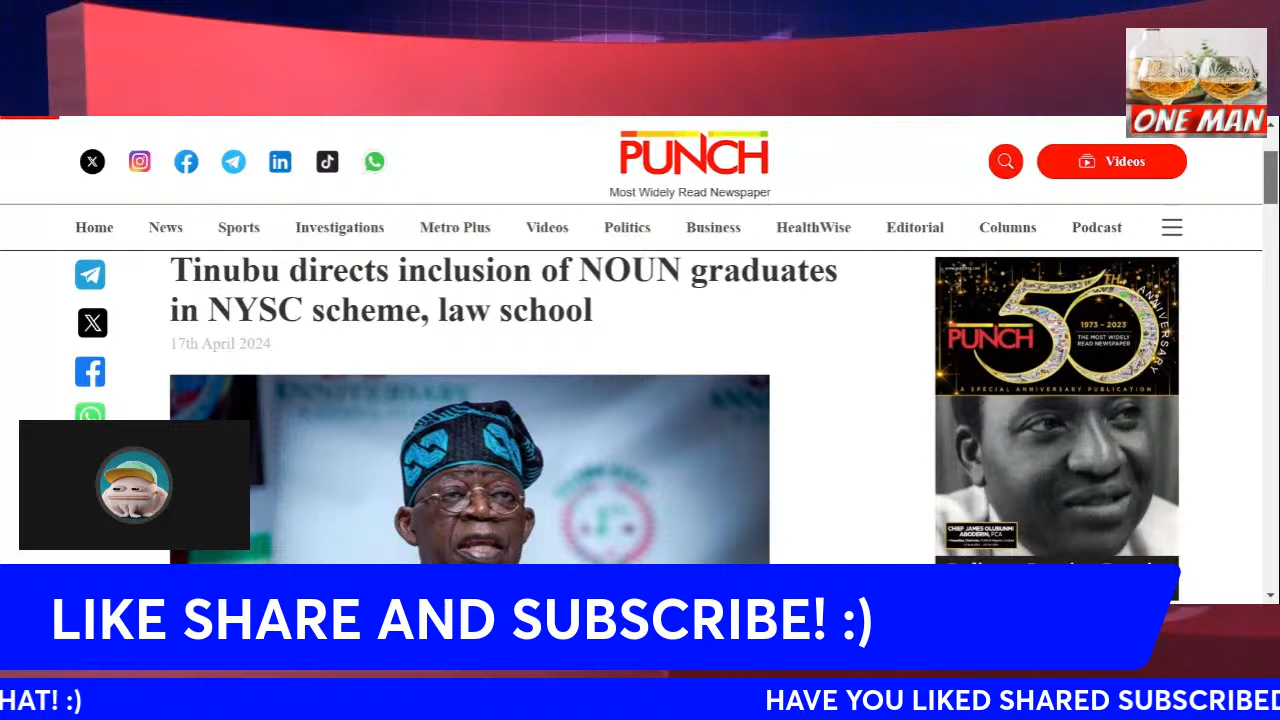 ONE MAN
PUNCH
Most Widely Read Newspaper
Videos
Home News Sports Investigations Metro Plus Videos Politics Business HealthWise Editorial Columns Podcast
Tinubu directs inclusion of NOUN graduates
in NYSC scheme, law school
17th April 2024
50TH ANNIVERSARY
PUNCH
1973 - 2023
THE MOST WIDELY
READ NEWSPAPER
A SPECIAL ANNIVERSARY PUBLICATION
CHIEF JAMES OLUBUNMI
ABODERIN, FCA
LIKE SHARE AND SUBSCRIBE! :)
HAT! :) HAVE YOU LIKED SHARED SUBSCRIBED